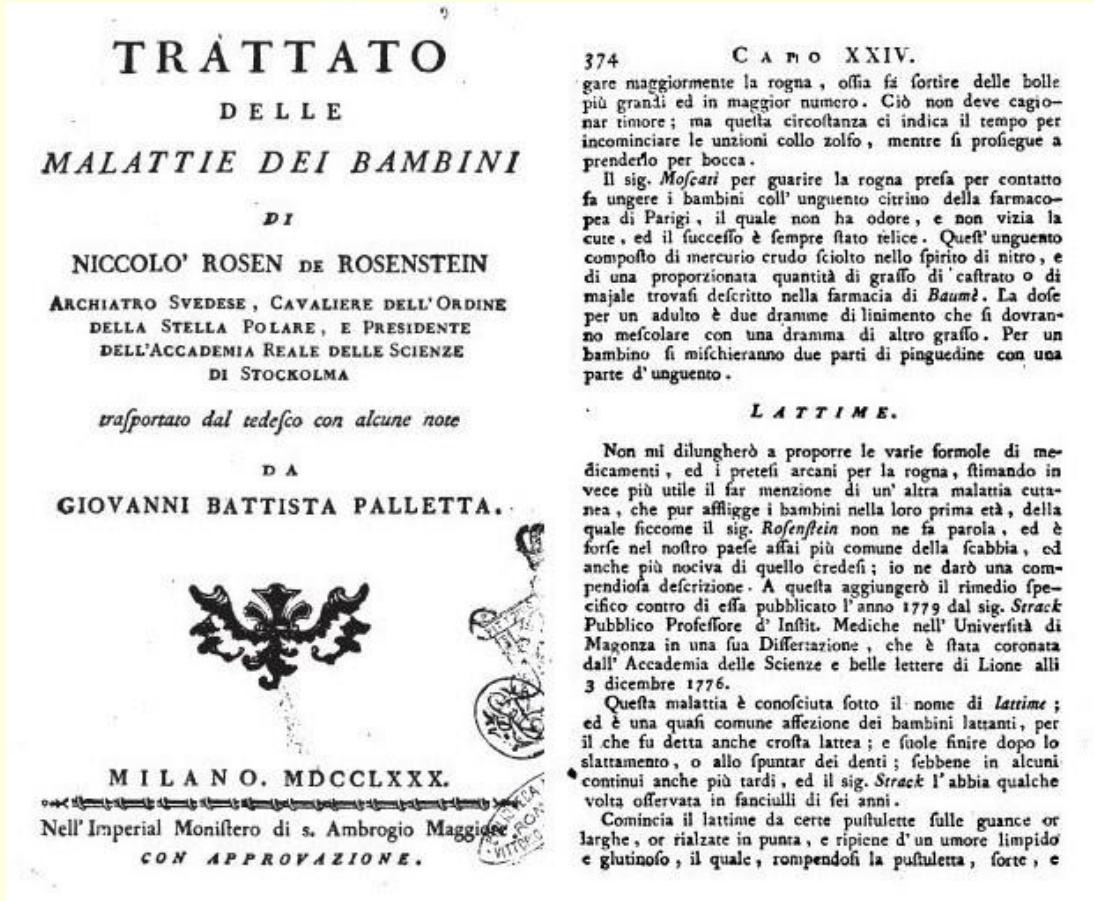 TRATTATO
DELLE
MALATTIE DEI BAMBINI
DI
NICCOLO' ROSEN DE ROSENSTEIN
ARCHIATRO SVEDESE, CAVALIERE DELL'ORDINE
DELLA STELLA POLARE, E PRESIDENTE
DELL'ACCADEMIA REALE DELLE SCIENZE
DI STOCKOLMA
traſportato dal tedeſco con alcune note
DA
GIOVANNI BATTISTA PALLETTA.
MILANO. MDCCLXXX.
Nell'Imperial Moniſtero di s. Ambrogio Maggiore.
CON APPROVAZIONE.
374 CAPO XXIV.
gare maggiormente la rogna, oſſia fa ſortire delle bolle
più grandi ed in maggior numero. Ciò non deve cagio-
nar timore; ma queſta circoſtanza ci indica il tempo per
incominciare le unzioni collo zolfo, mentre ſi proſiegue a
prenderlo per bocca.
Il sig. Moſcati per guarire la rogna preſa per contatto
fa ungere i bambini coll' unguento citrino della farmaco-
pea di Parigi, il quale non ha odore, e non vizia la
cute, ed il ſucceſſo è ſempre ſtato felice. Queſt' unguento
compoſto di mercurio crudo ſciolto nello ſpirito di nitro, e
di una proporzionata quantità di graſſo di caſtrato o di
majale trovaſi deſcritto nella farmacia di Baumè. La doſe
per un adulto è due dramme di linimento che ſi dovran-
no meſcolare con una dramma di altro graſſo. Per un
bambino ſi miſchieranno due parti di pinguedine con una
parte d' unguento.
LATTIME.
Non mi dilungherò a proporre le varie formole di me-
dicamenti, ed i preteſi arcani per la rogna, ſtimando in
vece più utile il far menzione di un' altra malattia cuta-
nea, che pur affligge i bambini nella loro prima età, della
quale ſiccome il sig. Roſenſtein non ne fa parola, ed è
forſe nel noſtro paeſe aſſai più comune della ſcabbia, ed
anche più nociva di quello credeſi; io ne darò una com-
pendioſa deſcrizione. A queſta aggiungerò il rimedio ſpe-
cifico contro di eſſa pubblicato l'anno 1779 dal sig. Strack
Pubblico Profeſſore d' Inſtit. Mediche nell' Univerſità di
Magonza in una ſua Diſſertazione, che è ſtata coronata
dall' Accademia delle Scienze e belle lettere di Lione alli
3 dicembre 1776.
Queſta malattia è conoſciuta ſotto il nome di lattime;
ed è una quaſi comune affezione dei bambini lattanti, per
il che fu detta anche croſta lattea; e ſuole finire dopo lo
slattamento, o allo ſpuntar dei denti; ſebbene in alcuni
continui anche più tardi, ed il sig. Strack l'abbia qualche
volta oſſervata in fanciulli di ſei anni.
Comincia il lattime da certe puſtulette ſulle guance or
larghe, or rialzate in punta, e ripiene d'un umore limpido
e glutinoſo, il quale, rompendoſi la puſtuletta, ſorte, e